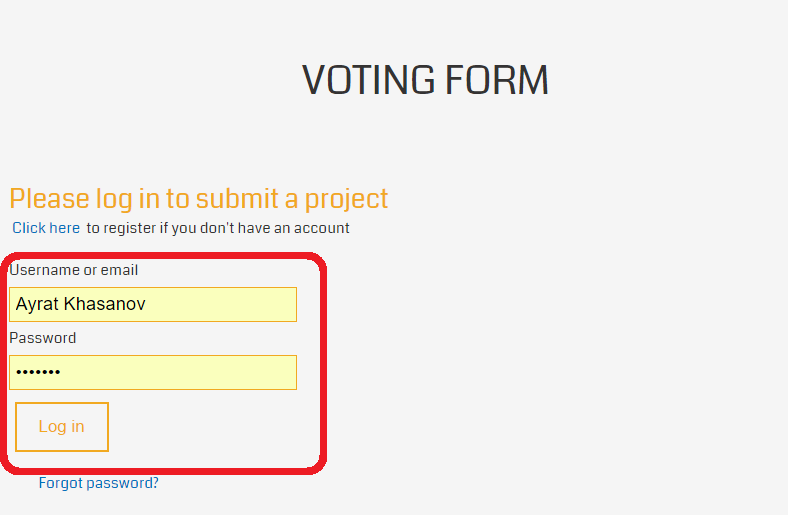 VOTING FORM
Please log in to submit a project
Click here to register if you don't have an account
Username or email
Ayrat Khasanov
Password
•••••••
Log in
Forgot password?